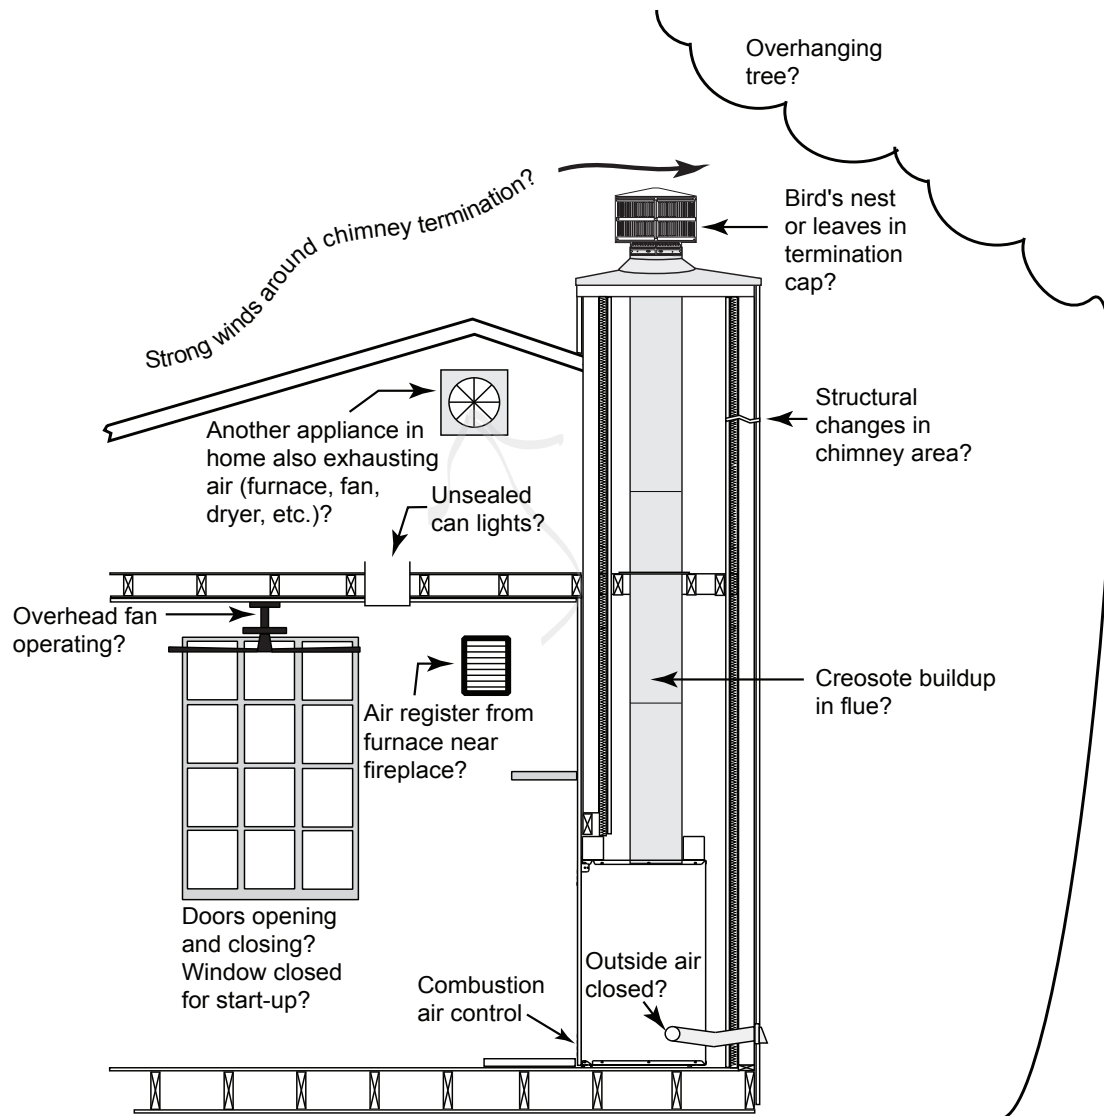 Overhanging
tree?
Strong winds around chimney termination?
Bird's nest
or leaves in
termination
cap?
Another appliance in
home also exhausting
air (furnace, fan,
dryer, etc.)?
Structural
changes in
chimney area?
Unsealed
can lights?
Overhead fan
operating?
Air register from
furnace near
fireplace?
Creosote buildup
in flue?
Doors opening
and closing?
Window closed
for start-up?
Combustion
air control
Outside air
closed?